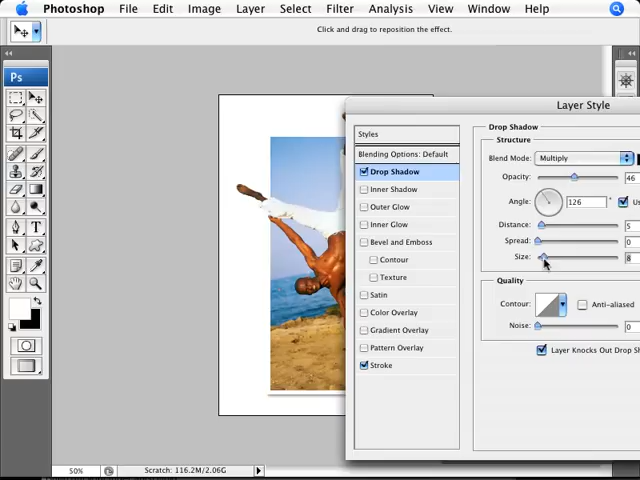 Photoshop File Edit Image Layer Select Filter Analysis View Window Help
Click and drag to reposition the effect.
Ps
Layer Style
Styles
Blending Options: Default
Drop Shadow
Inner Shadow
Outer Glow
Inner Glow
Bevel and Emboss
Contour
Texture
Satin
Color Overlay
Gradient Overlay
Pattern Overlay
Stroke
Drop Shadow
Structure
Blend Mode: Multiply
Opacity: 46
Angle: 126 ° Us
Distance: 5
Spread: 0
Size: 8
Quality
Contour: Anti-aliased
Noise: 0
Layer Knocks Out Drop Sh
50% Scratch: 116.2M/2.06G